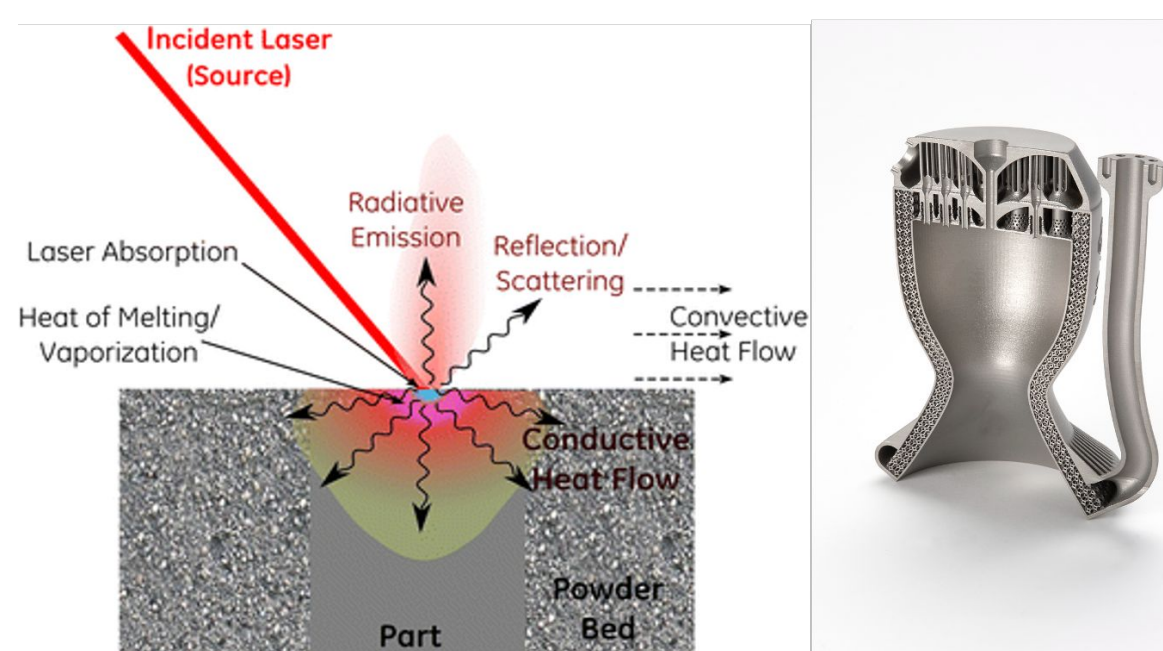 Incident Laser
(Source)
Radiative
Emission
Reflection/
Scattering
Laser Absorption
Heat of Melting/
Vaporization
Convective
Heat Flow
Conductive
Heat Flow
Powder
Bed
Part